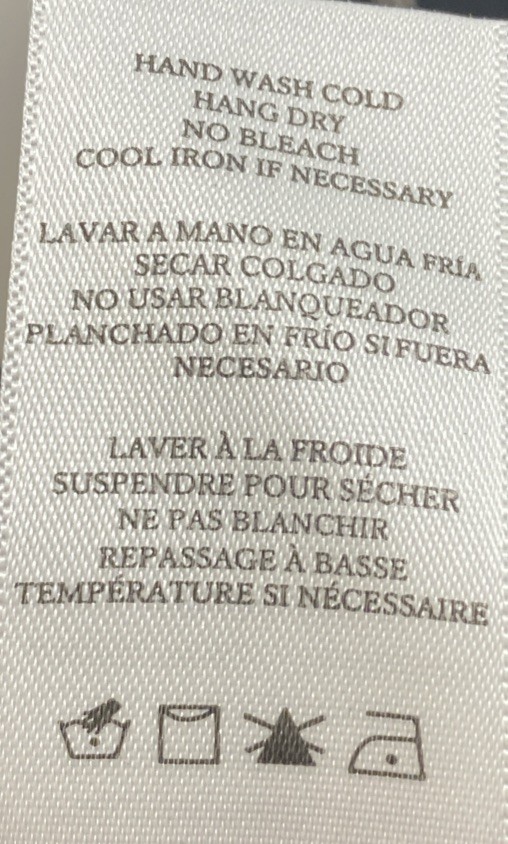 HAND WASH COLD
HANG DRY
NO BLEACH
COOL IRON IF NECESSARY
LAVAR A MANO EN AGUA FRÍA
SECAR COLGADO
NO USAR BLANQUEADOR
PLANCHADO EN FRÍO SI FUERA
NECESARIO
LAVER À LA FROIDE
SUSPENDRE POUR SÉCHER
NE PAS BLANCHIR
REPASSAGE À BASSE
TEMPÉRATURE SI NÉCESSAIRE